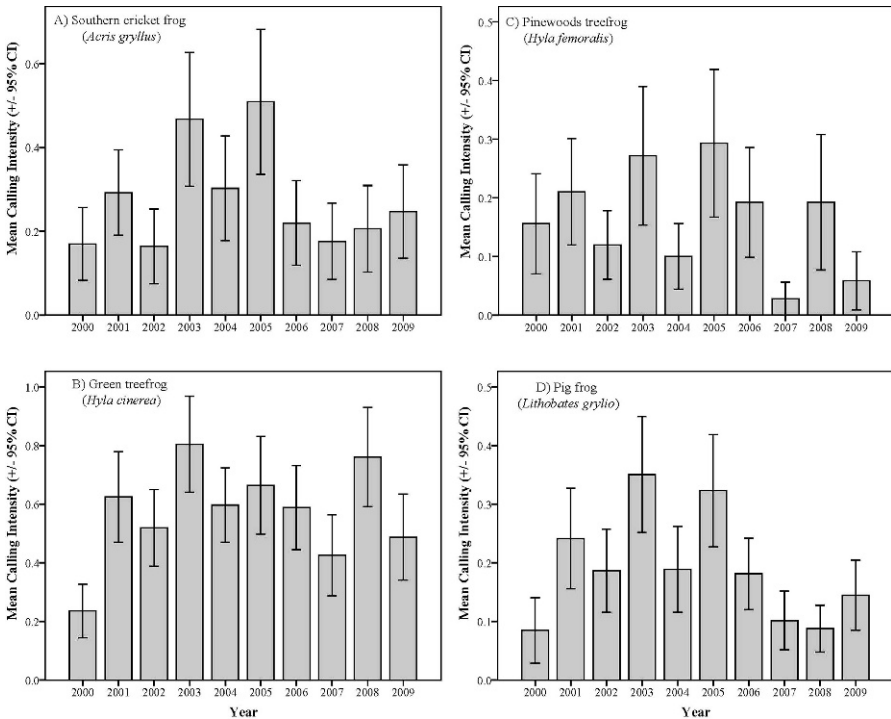 A) Southern cricket frog
(Acris gryllus)
Mean Calling Intensity (+/- 95% CI)
0.6
0.4
0.2
0.0
2000 2001 2002 2003 2004 2005 2006 2007 2008 2009
C) Pinewoods treefrog
(Hyla femoralis)
Mean Calling Intensity (+/- 95% CI)
0.5
0.4
0.3
0.2
0.1
0.0
2000 2001 2002 2003 2004 2005 2006 2007 2008 2009
B) Green treefrog
(Hyla cinerea)
Mean Calling Intensity (+/- 95% CI)
1.0
0.8
0.6
0.4
0.2
0.0
2000 2001 2002 2003 2004 2005 2006 2007 2008 2009
Year
D) Pig frog
(Lithobates grylio)
Mean Calling Intensity (+/- 95% CI)
0.5
0.4
0.3
0.2
0.1
0.0
2000 2001 2002 2003 2004 2005 2006 2007 2008 2009
Year